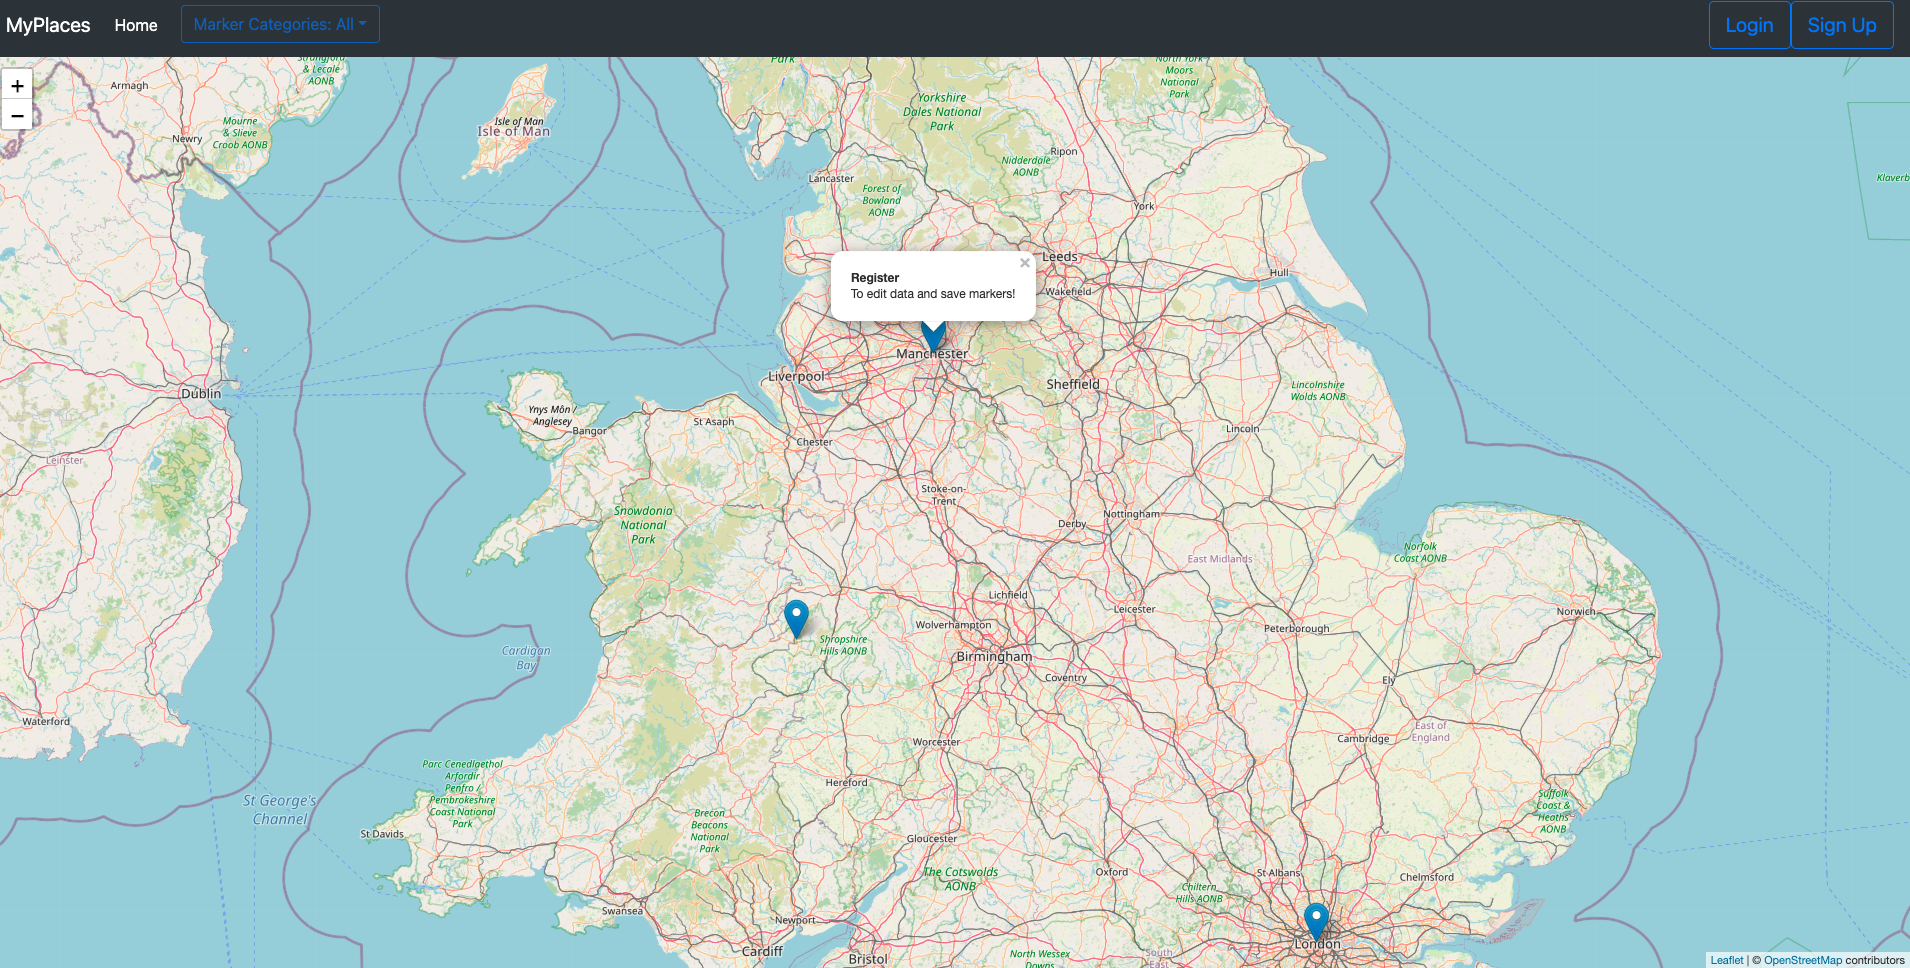 MyPlaces
Home
Marker Categories: All
Login
Sign Up
+
−
Strangford
& Lecale
AONB
Armagh
Mourne
& Slieve
Croob AONB
Newry
Isle of Man
Isle of Man
Park
Yorkshire
Dales National
Park
North York
Moors
National
Park
Nidderdale
AONB
Ripon
Lancaster
Forest of
Bowland
AONB
York
Klaverb
Leeds
Hull
Wakefield
×
Register
To edit data and save markers!
Manchester
Liverpool
Sheffield
Lincolnshire
Wolds AONB
Dublin
Ynys Môn /
Anglesey
Bangor
St Asaph
Chester
Lincoln
Leinster
Stoke-on-
Trent
Snowdonia
National
Park
Derby
Nottingham
East Midlands
Norfolk
Coast AONB
Lichfield
Leicester
Norwich
Wolverhampton
Peterborough
Shropshire
Hills AONB
Birmingham
Cardigan
Bay
Coventry
Ely
Waterford
Worcester
Cambridge
East of
England
Parc Cenedlaethol
Arfordir
Penfro /
Pembrokeshire
Coast National
Park
Hereford
St George's
Channel
Suffolk
Coast &
Heaths
AONB
Brecon
Beacons
National
Park
St Davids
Gloucester
The Cotswolds
AONB
Oxford
St Albans
Chelmsford
Chiltern
Hills AONB
Swansea
Newport
London
Cardiff
Bristol
North Wessex
Downs
South
East
Leaflet | © OpenStreetMap contributors